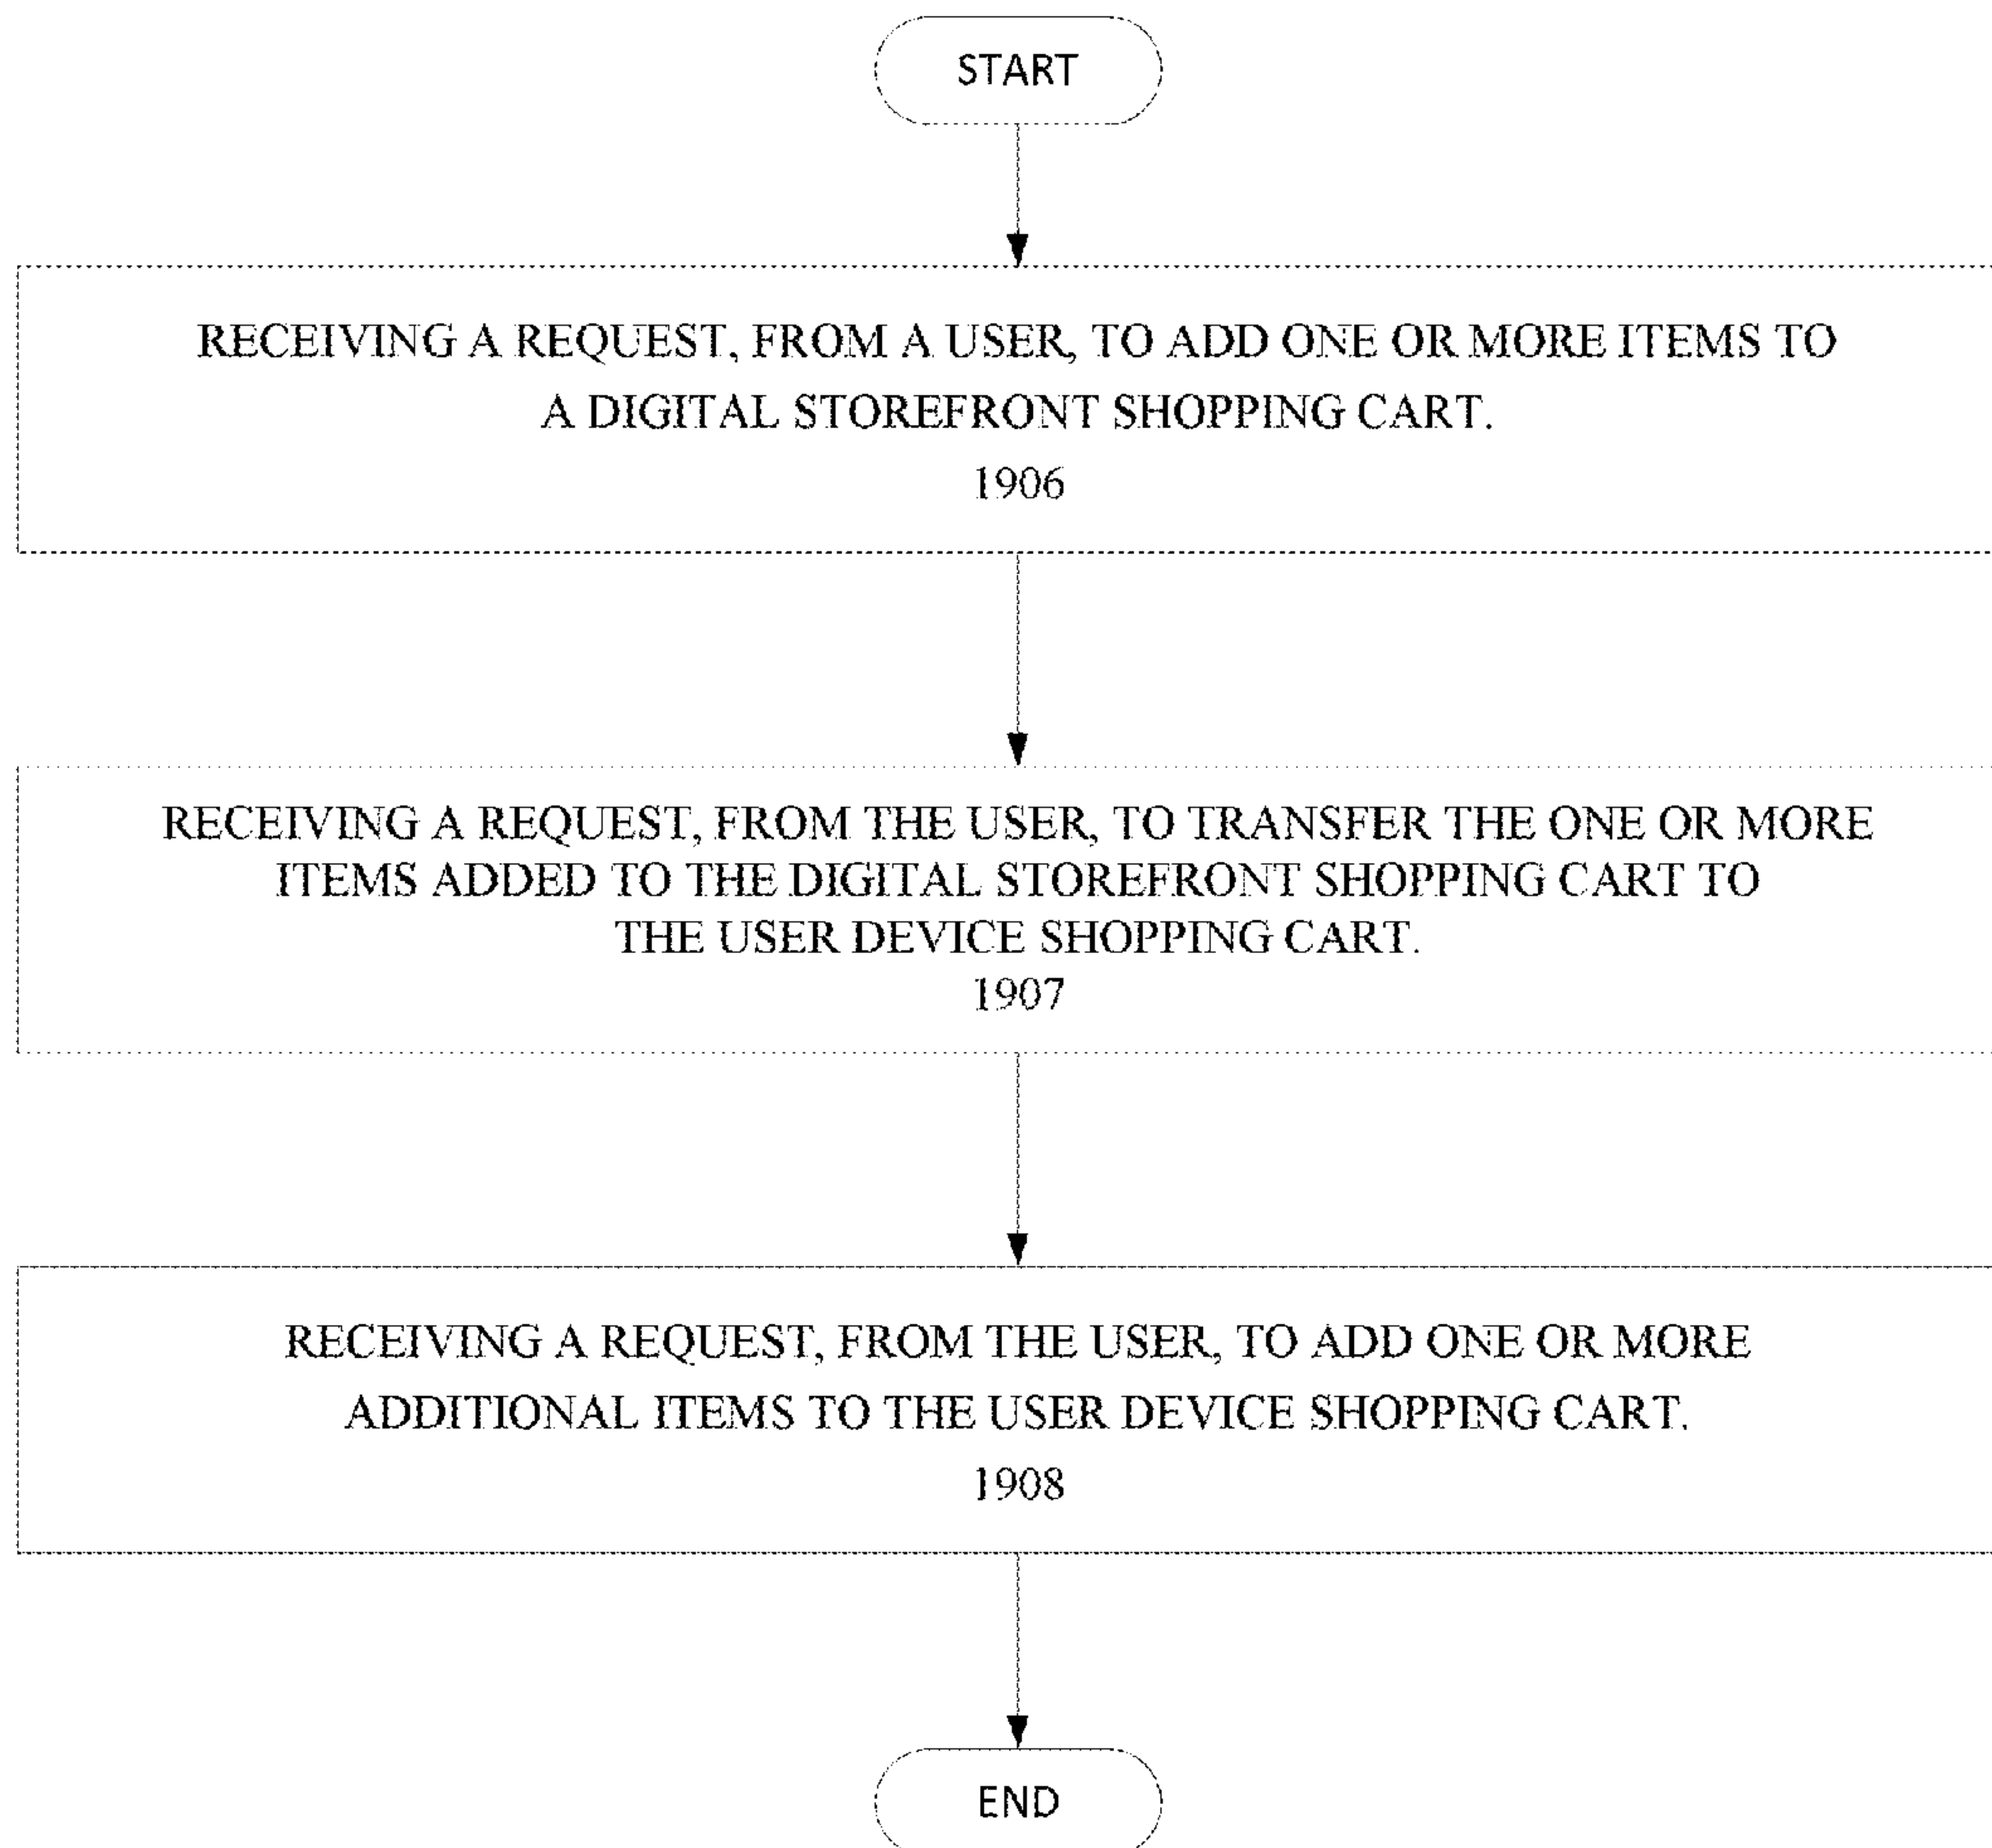 START
RECEIVING A REQUEST, FROM A USER, TO ADD ONE OR MORE ITEMS TO
A DIGITAL STOREFRONT SHOPPING CART.
1906
RECEIVING A REQUEST, FROM THE USER, TO TRANSFER THE ONE OR MORE
ITEMS ADDED TO THE DIGITAL STOREFRONT SHOPPING CART TO
THE USER DEVICE SHOPPING CART.
1907
RECEIVING A REQUEST, FROM THE USER, TO ADD ONE OR MORE
ADDITIONAL ITEMS TO THE USER DEVICE SHOPPING CART.
1908
END